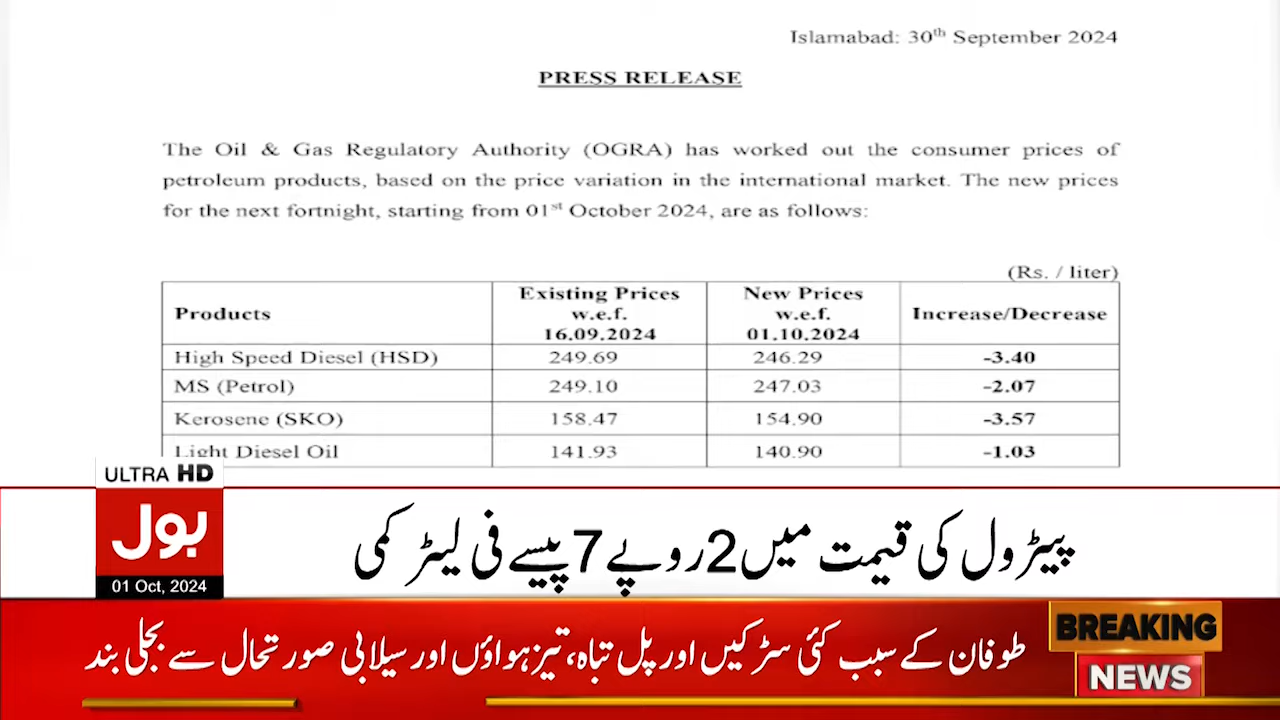 Islamabad: 30th September 2024
PRESS RELEASE
The Oil & Gas Regulatory Authority (OGRA) has worked out the consumer prices of
petroleum products, based on the price variation in the international market. The new prices
for the next fortnight, starting from 01st October 2024, are as follows:
(Rs. / liter)
Products | Existing Prices w.e.f. 16.09.2024 | New Prices w.e.f. 01.10.2024 | Increase/Decrease
High Speed Diesel (HSD) | 249.69 | 246.29 | -3.40
MS (Petrol) | 249.10 | 247.03 | -2.07
Kerosene (SKO) | 158.47 | 154.90 | -3.57
Light Diesel Oil | 141.93 | 140.90 | -1.03
ULTRA HD
بول
01 Oct, 2024
پیٹرول کی قیمت میں 2 روپے 7 پیسے فی لیٹر کمی
BREAKING
NEWS
طوفان کے سبب کئی سڑکیں اور پل تباہ، تیز ہواؤں اور سیلابی صورتحال سے بجلی بند